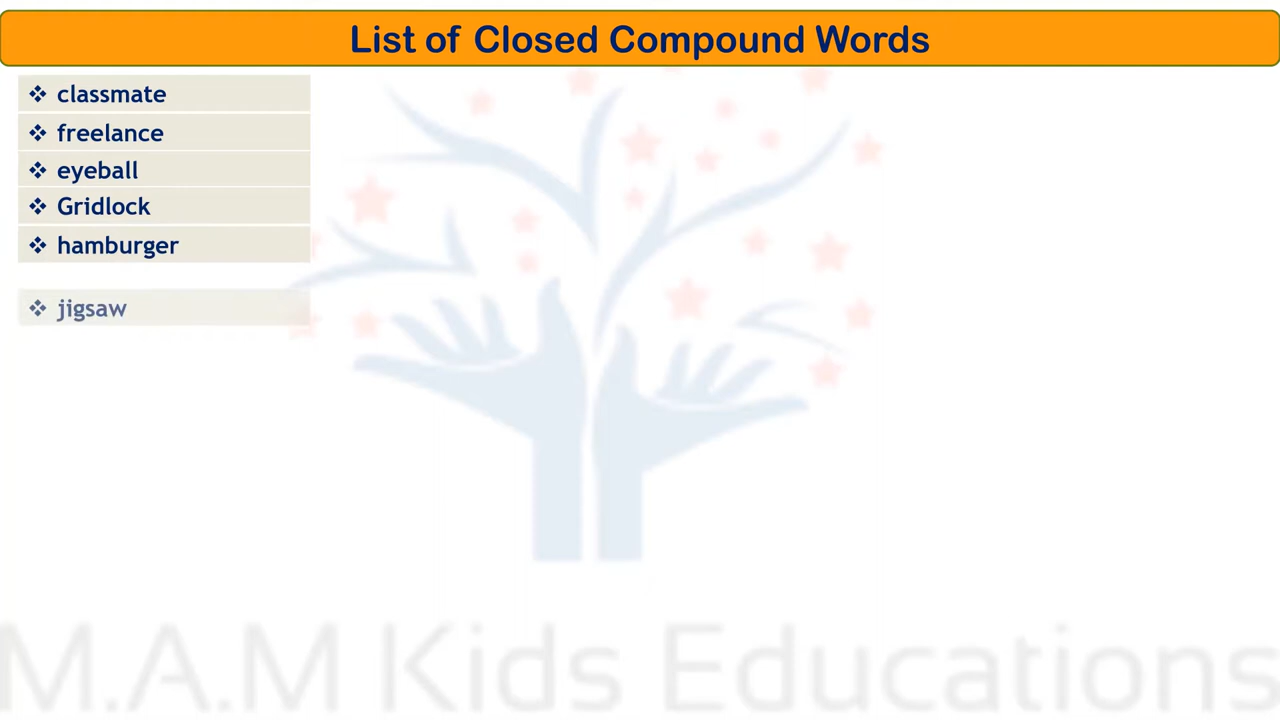 List of Closed Compound Words
❖ classmate
❖ freelance
❖ eyeball
❖ Gridlock
❖ hamburger
❖ jigsaw
M.A.M Kids Educations